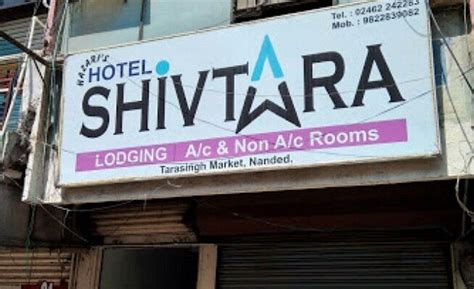 Tel : 02462 242283
Mob. : 9822839082
HAZARI'S
HOTEL
SHIVTARA
LODGING A/c & Non A/c Rooms
Tarasingh Market, Nanded.